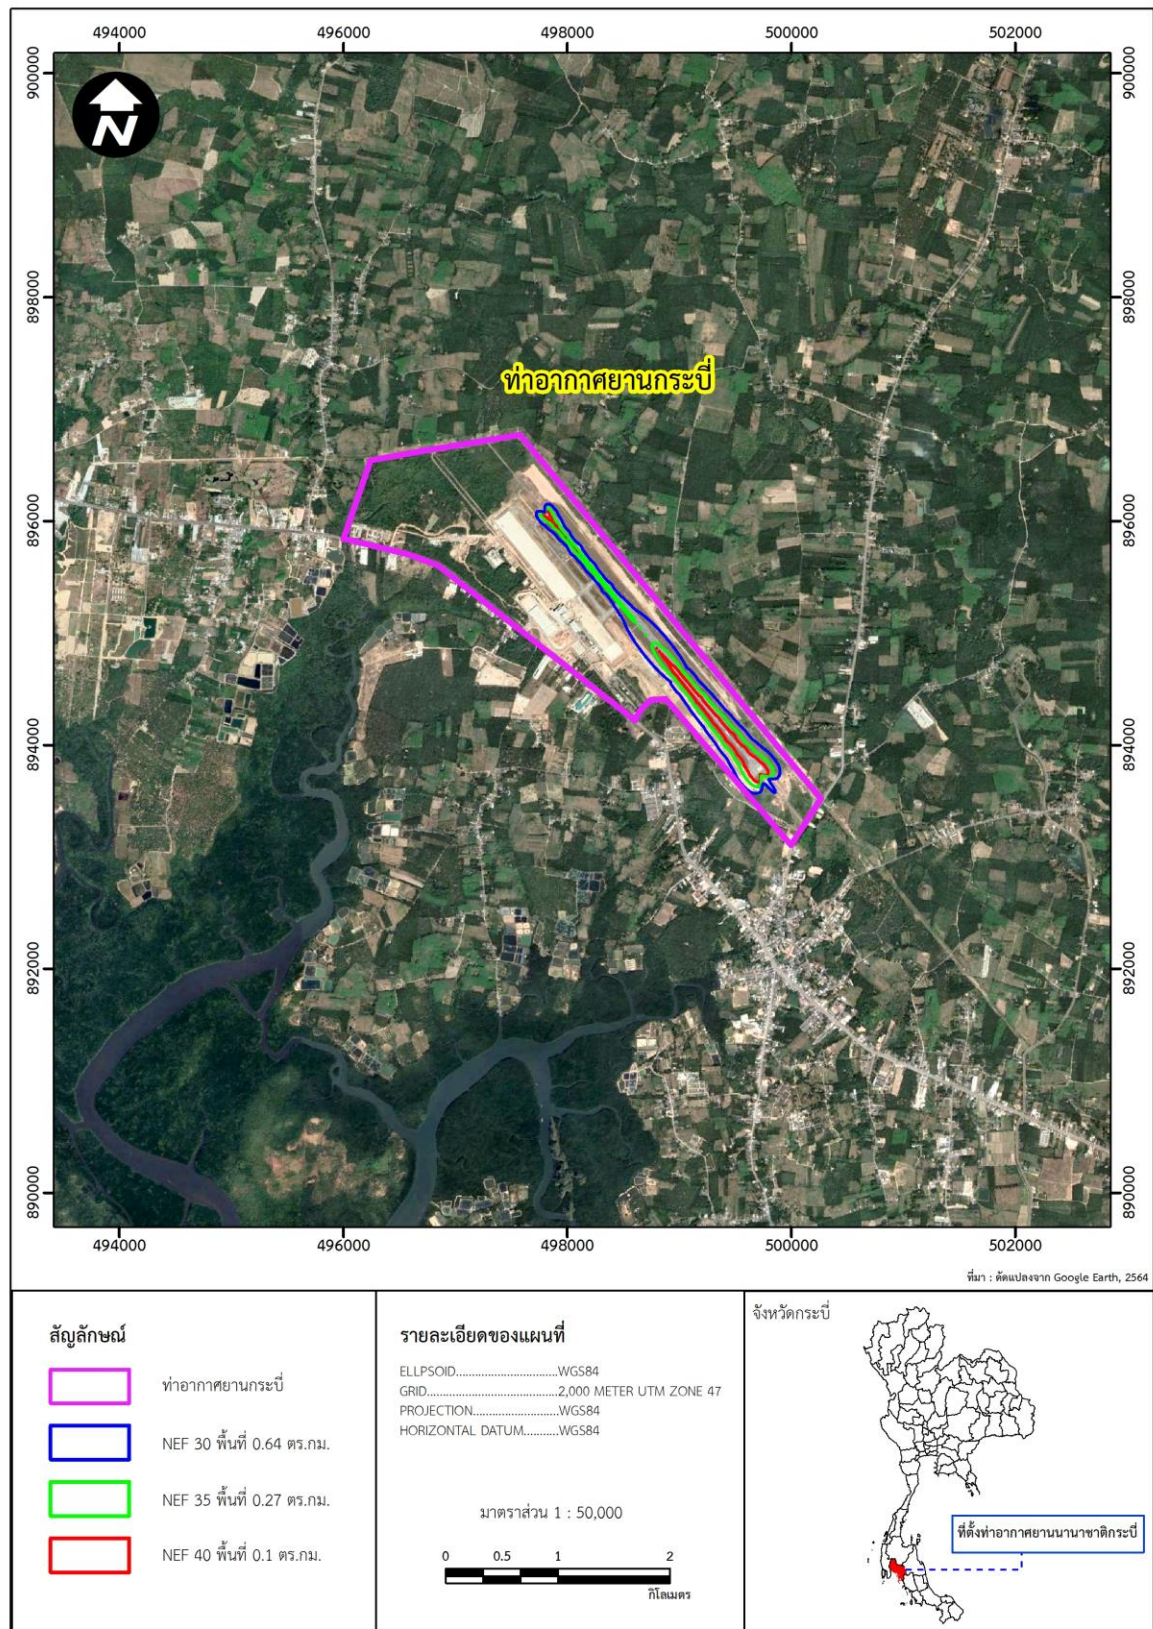 494000 496000 498000 500000 502000
900000 900000
N
898000 898000
ท่าอากาศยานกระบี่
896000 896000
894000 894000
892000 892000
890000 890000
494000 496000 498000 500000 502000
ที่มา : ดัดแปลงจาก Google Earth, 2564
สัญลักษณ์
ท่าอากาศยานกระบี่
NEF 30 พื้นที่ 0.64 ตร.กม.
NEF 35 พื้นที่ 0.27 ตร.กม.
NEF 40 พื้นที่ 0.1 ตร.กม.
รายละเอียดของแผนที่
ELLPSOID..............................WGS84
GRID.......................................2,000 METER UTM ZONE 47
PROJECTION.........................WGS84
HORIZONTAL DATUM..........WGS84
มาตราส่วน 1 : 50,000
0 0.5 1 2
กิโลเมตร
จังหวัดกระบี่
ที่ตั้งท่าอากาศยานนานาชาติกระบี่